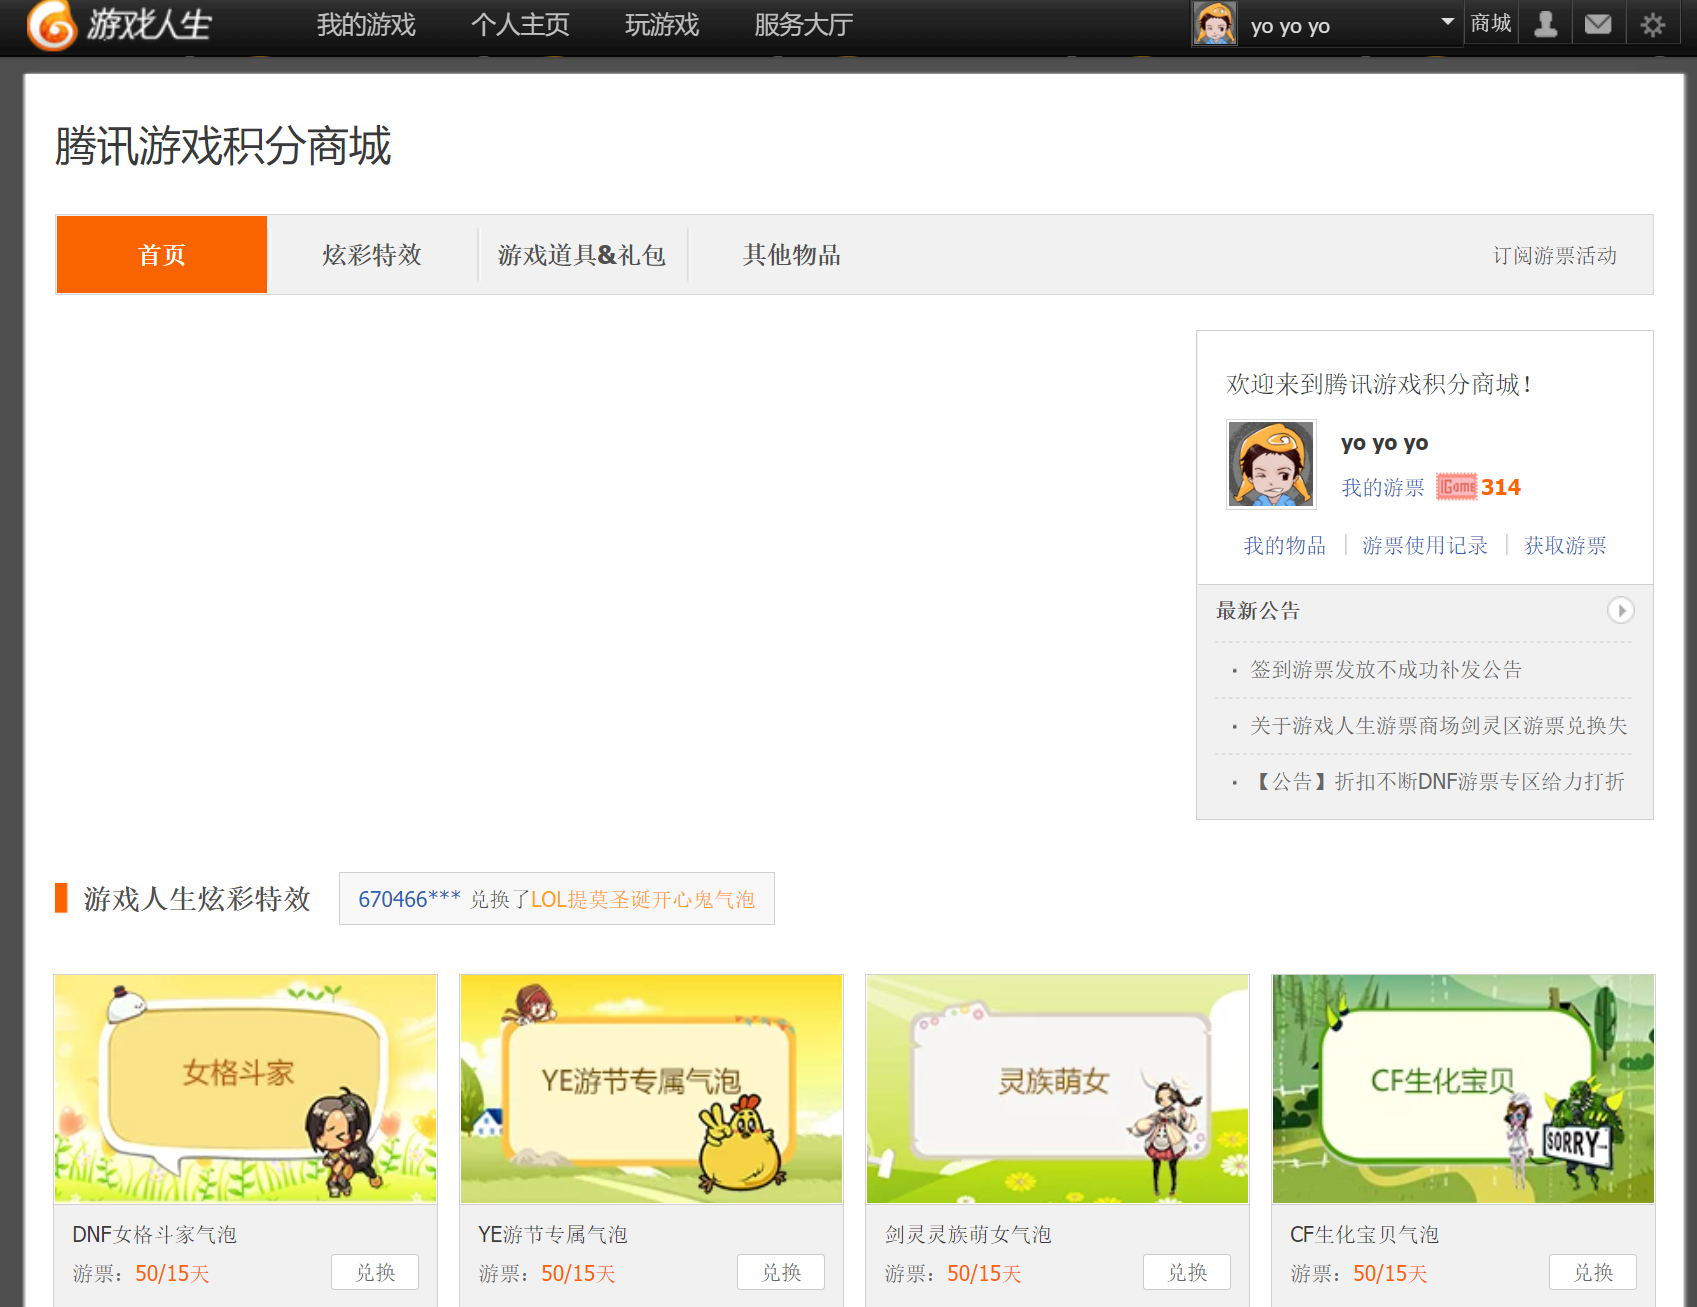 游戏人生 我的游戏 个人主页 玩游戏 服务大厅 yo yo yo 商城
腾讯游戏积分商城
首页 炫彩特效 游戏道具&礼包 其他物品 订阅游票活动
欢迎来到腾讯游戏积分商城！
yo yo yo
我的游票 IGame 314
我的物品 游票使用记录 获取游票
最新公告
· 签到游票发放不成功补发公告
· 关于游戏人生游票商场剑灵区游票兑换失
· 【公告】折扣不断DNF游票专区给力打折
游戏人生炫彩特效 670466*** 兑换了LOL提莫圣诞开心鬼气泡
女格斗家
YE游节专属气泡
灵族萌女
CF生化宝贝
SORRY
DNF女格斗家气泡
游票：50/15天 兑换
YE游节专属气泡
游票：50/15天 兑换
剑灵灵族萌女气泡
游票：50/15天 兑换
CF生化宝贝气泡
游票：50/15天 兑换